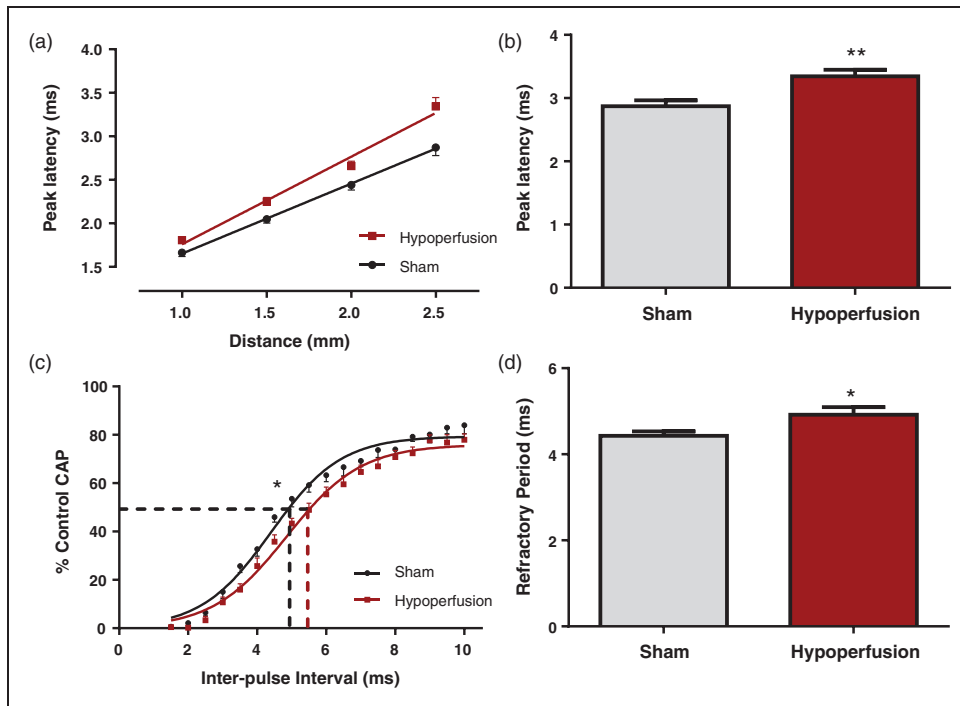 (a)
Peak latency (ms)
4.0
3.5
3.0
2.5
2.0
1.5
Hypoperfusion
Sham
1.0 1.5 2.0 2.5
Distance (mm)
(b)
Peak latency (ms)
4
3
2
1
0
**
Sham Hypoperfusion
(c)
% Control CAP
100
80
60
40
20
0
*
Sham
Hypoperfusion
0 2 4 6 8 10
Inter-pulse Interval (ms)
(d)
Refractory Period (ms)
6
4
2
0
*
Sham Hypoperfusion